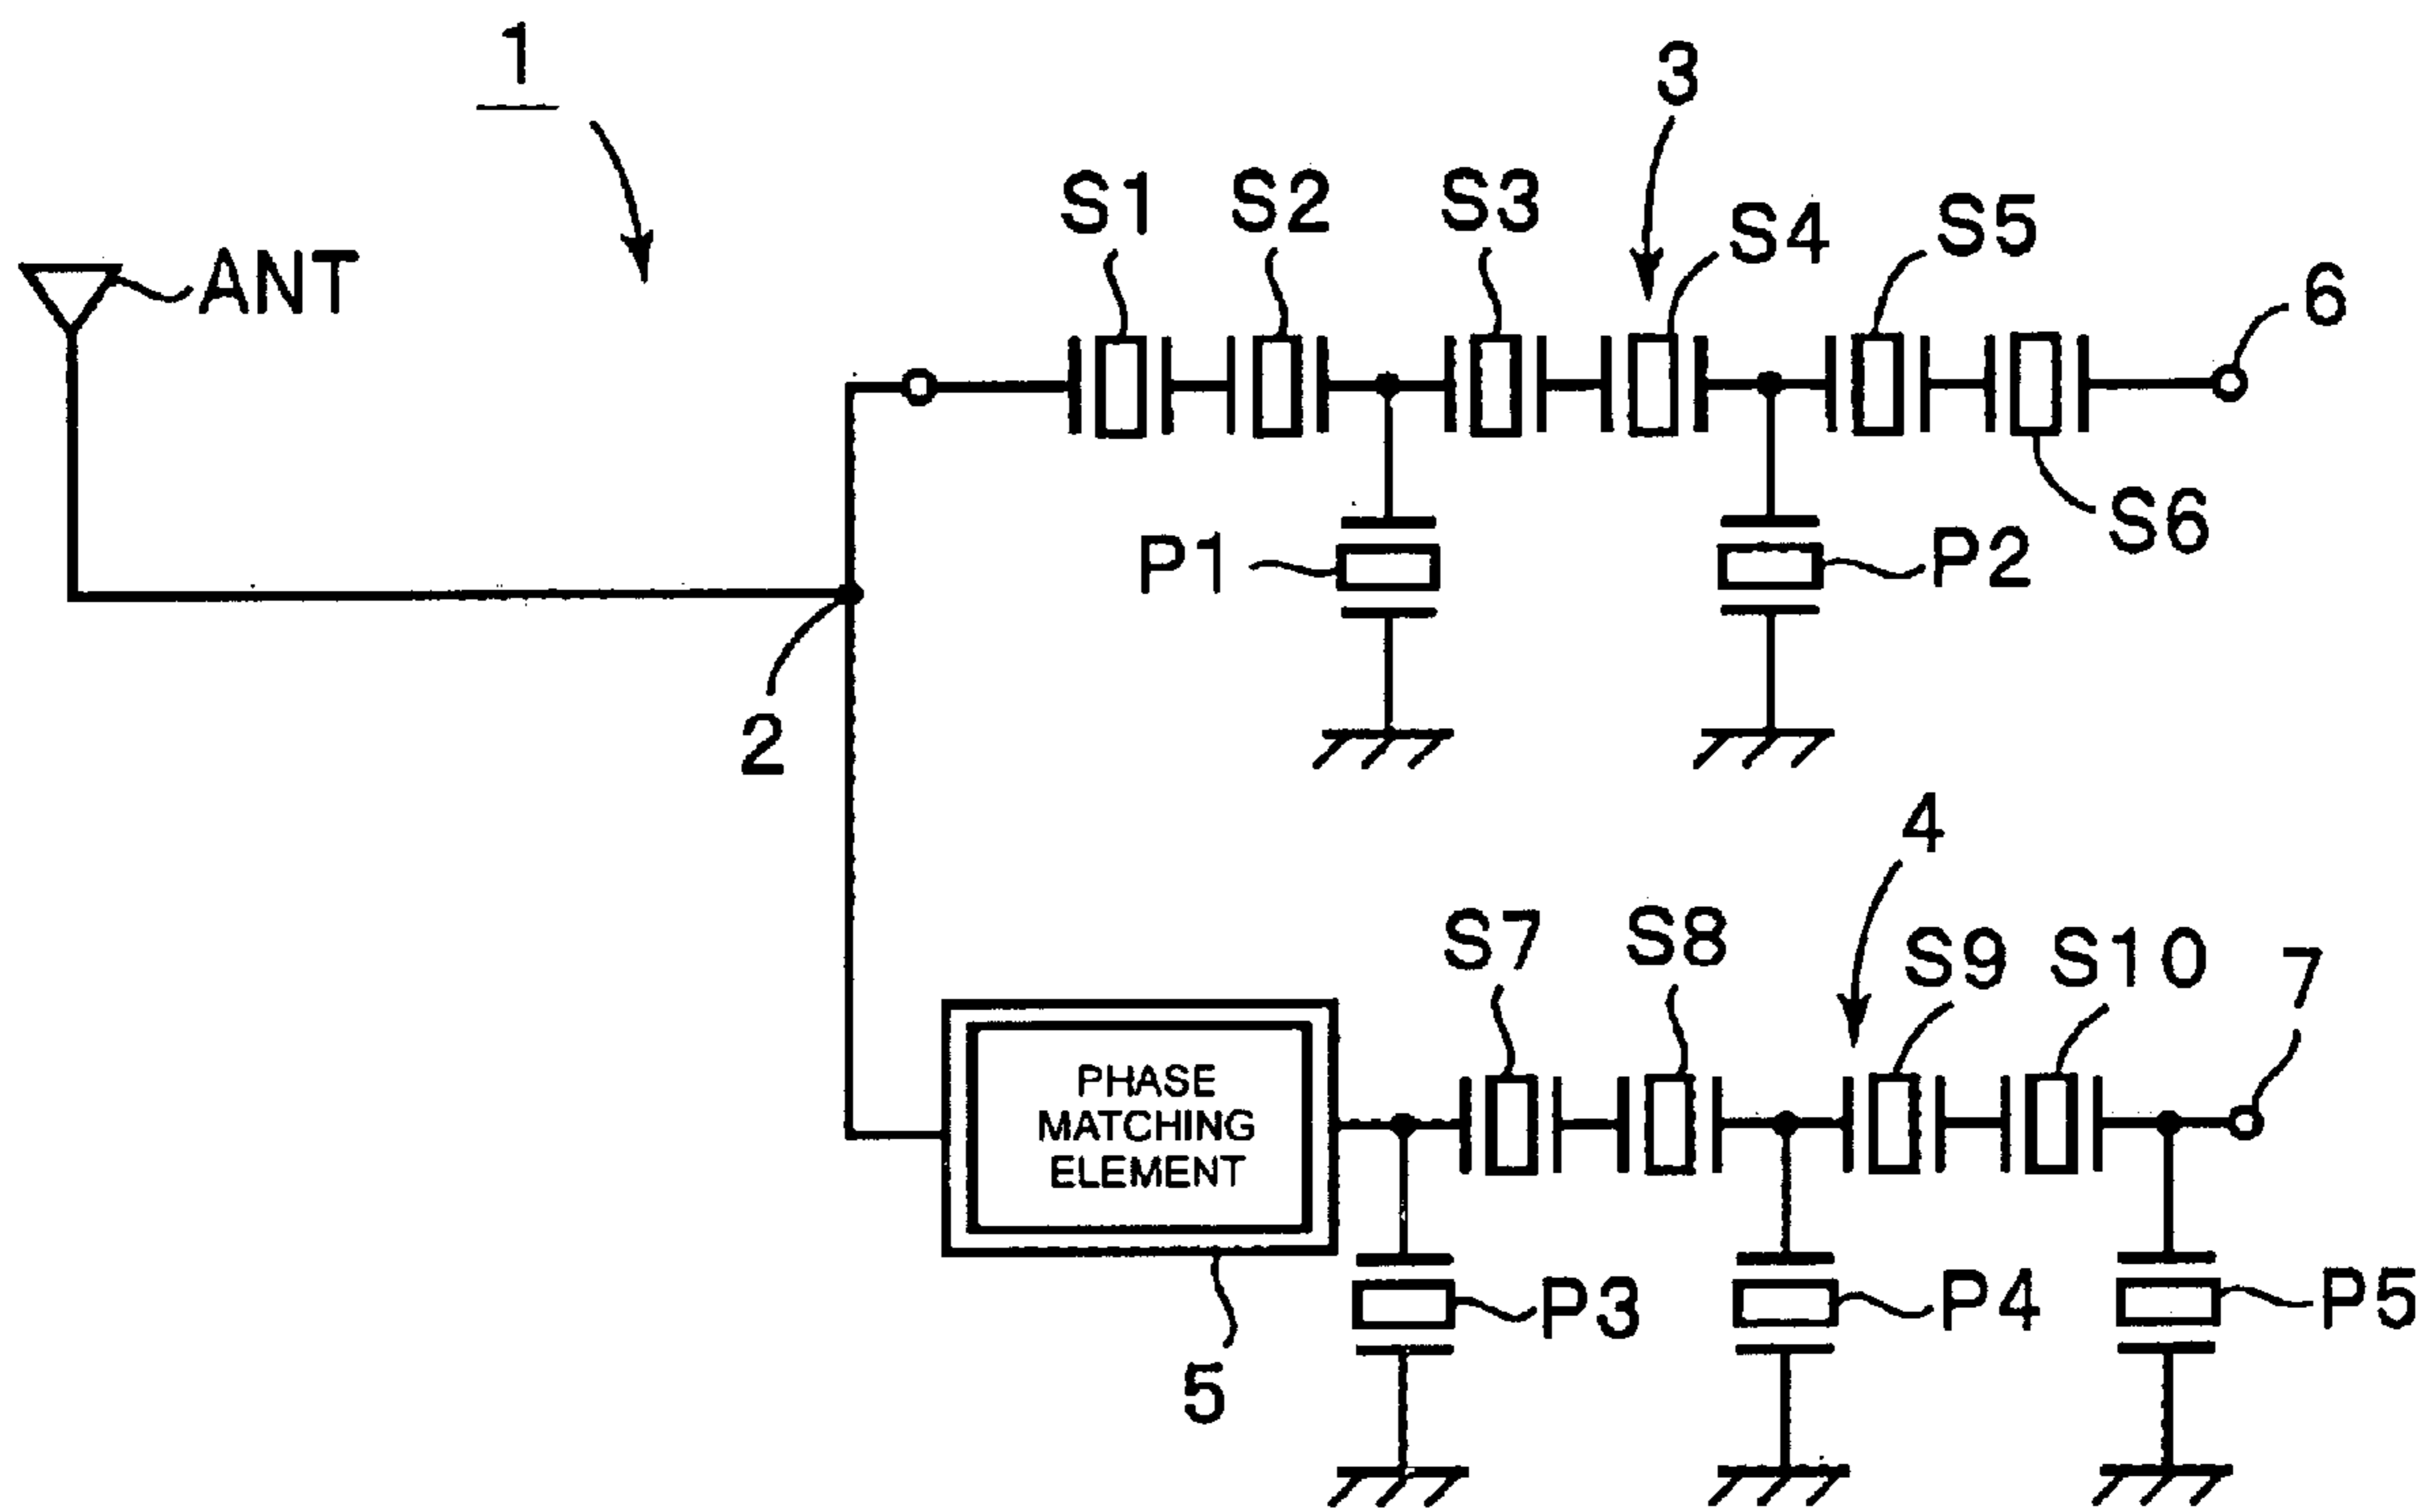 1
3
S1 S2 S3 S4 S5
ANT
6
S6
P1 P2
2
4
S7 S8 S9 S10 7
PHASE
MATCHING
ELEMENT
P3 P4 P5
5